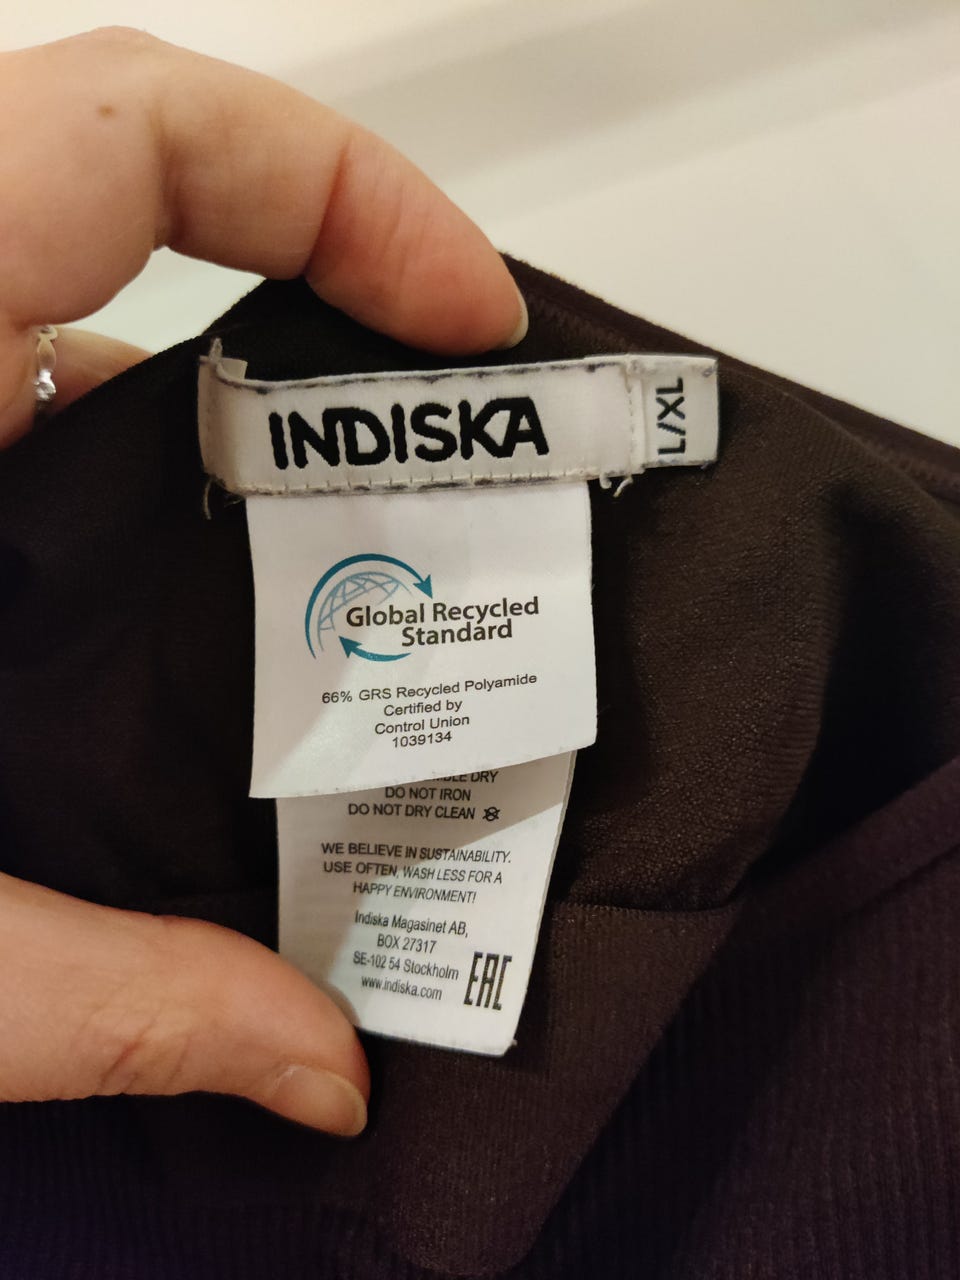 INDISKA
L/XL
Global Recycled
Standard
66% GRS Recycled Polyamide
Certified by
Control Union
1039134
DRY
DO NOT IRON
DO NOT DRY CLEAN
WE BELIEVE IN SUSTAINABILITY.
USE OFTEN, WASH LESS FOR A
HAPPY ENVIRONMENT!
Indiska Magasinet AB,
BOX 27317
SE-102 54 Stockholm
www.indiska.com
EAC